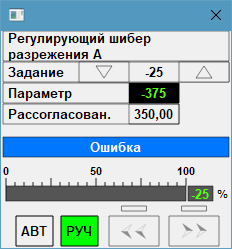 Регулирующий шибер
разрежения А
Задание -25
Параметр -375
Рассогласован. 350,00
Ошибка
0 50 100
-25 %
АВТ РУЧ